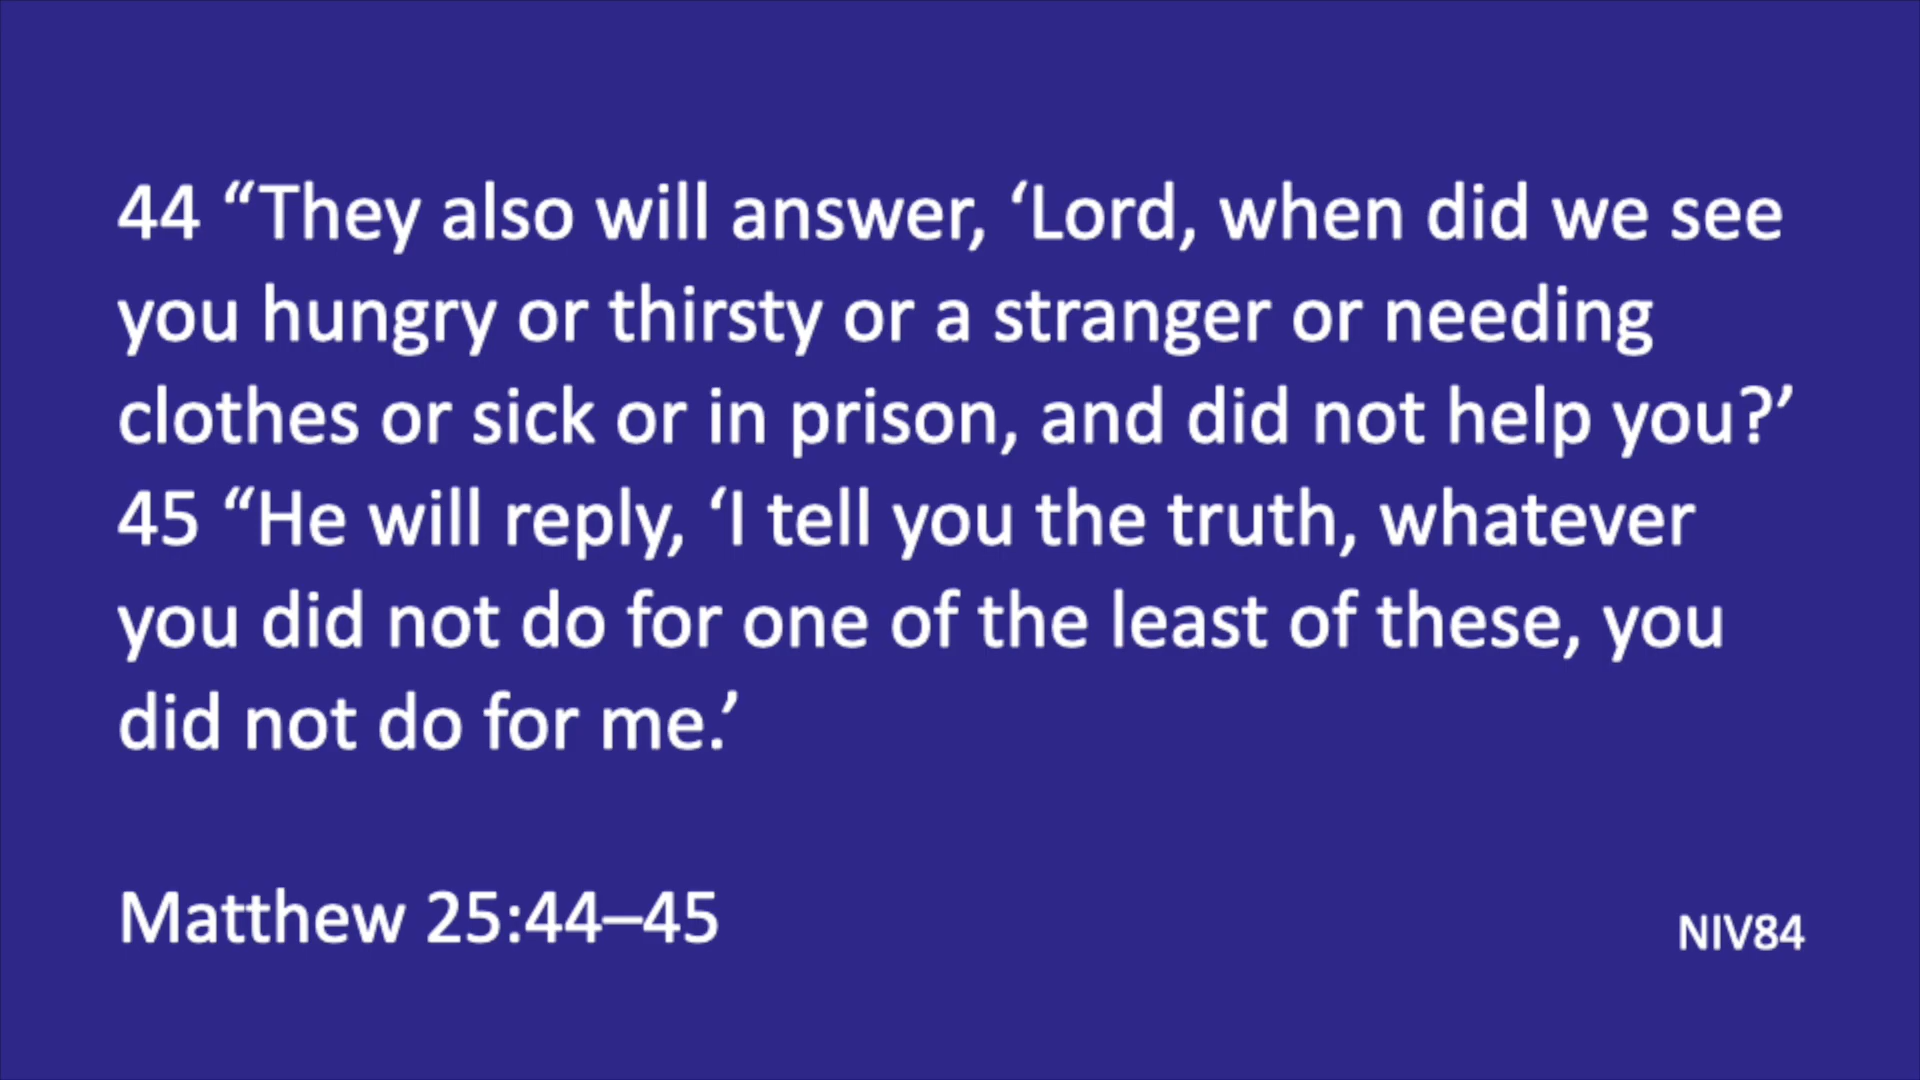 44 “They also will answer, ‘Lord, when did we see
you hungry or thirsty or a stranger or needing
clothes or sick or in prison, and did not help you?’
45 “He will reply, ‘I tell you the truth, whatever
you did not do for one of the least of these, you
did not do for me.’
Matthew 25:44–45
NIV84